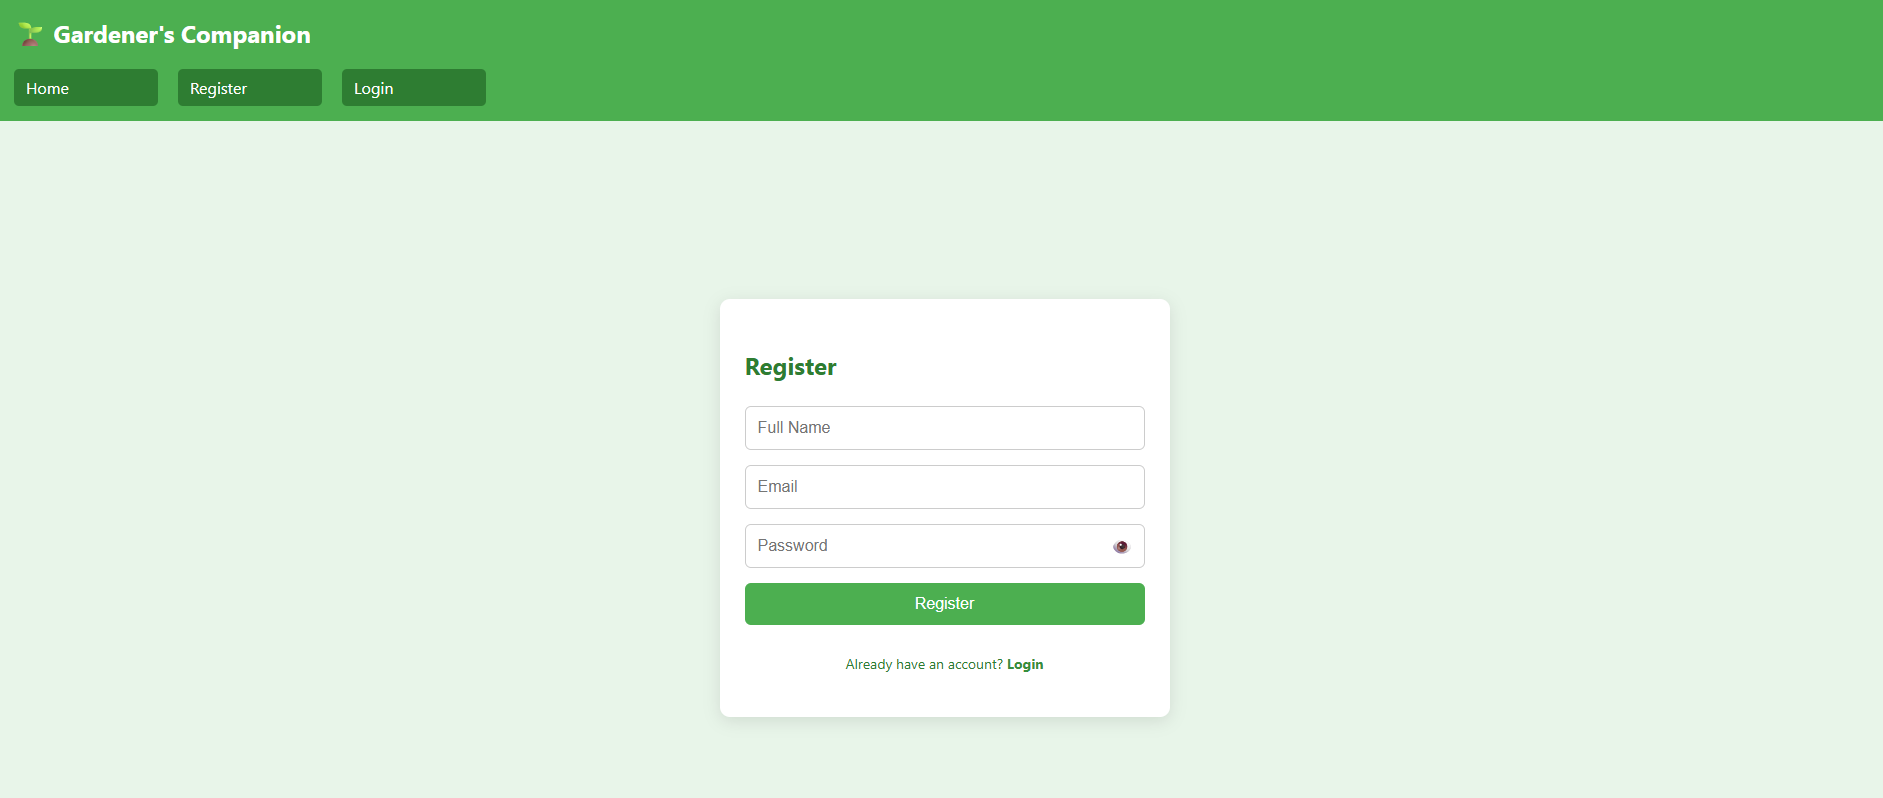 Gardener's Companion
Home
Register
Login
Register
Full Name
Email
Password
Register
Already have an account? Login